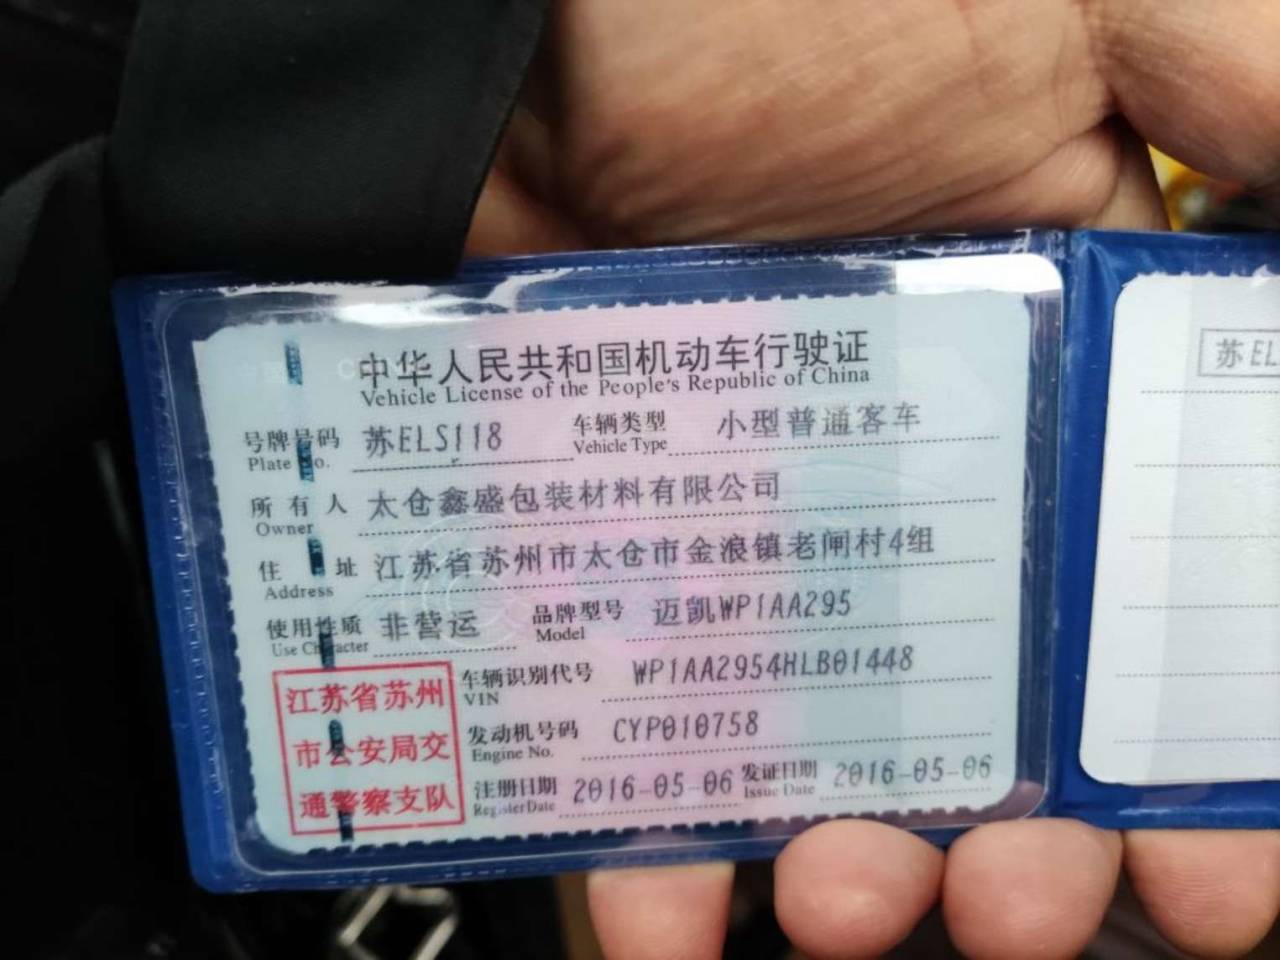 中华人民共和国机动车行驶证
Vehicle License of the People's Republic of China
号牌号码 苏ELS118 车辆类型 小型普通客车
Plate No. Vehicle Type
所有人 太仓鑫盛包装材料有限公司
Owner
住址 江苏省苏州市太仓市金浪镇老闸村4组
Address
使用性质 非营运 品牌型号 迈凯WP1AA295
Use Character Model
车辆识别代号 WP1AA2954HLB01448
VIN
发动机号码 CYP010758
Engine No.
注册日期 2016-05-06 发证日期 2016-05-06
Register Date Issue Date
江苏省苏州
市公安局交
通警察支队
苏EL